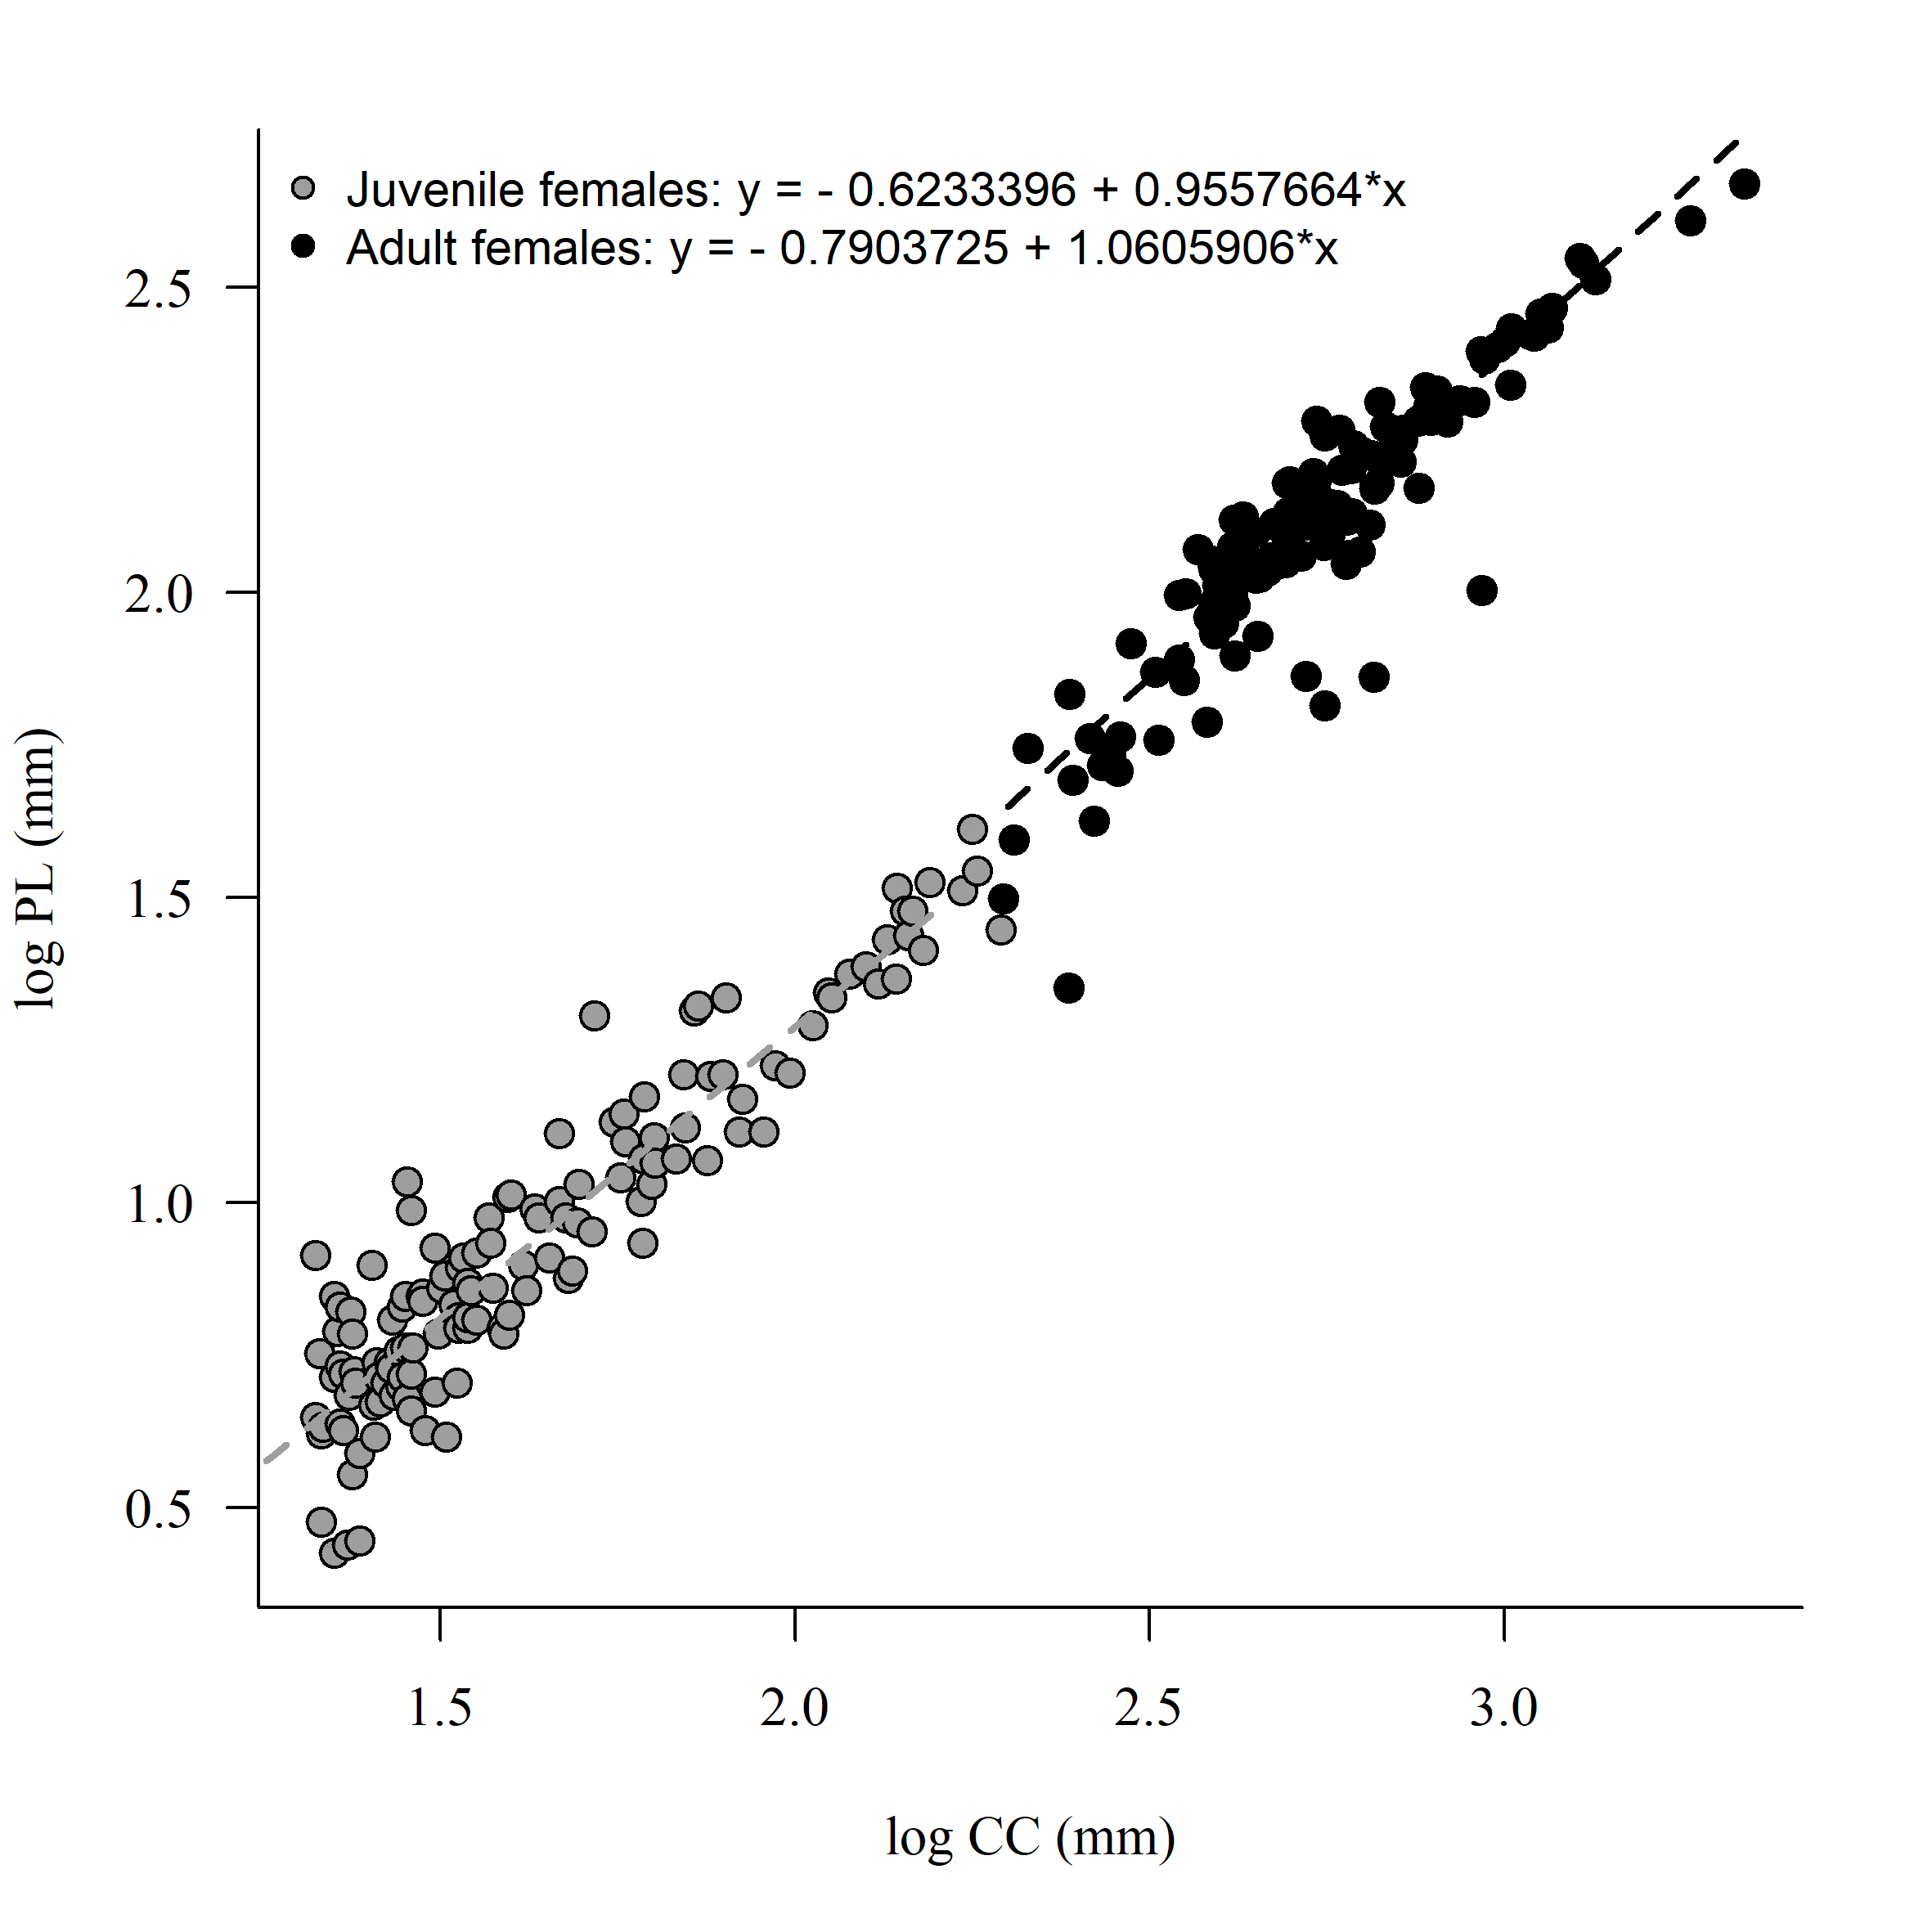 Juvenile females: y = - 0.6233396 + 0.9557664*x
Adult females: y = - 0.7903725 + 1.0605906*x
2.5
2.0
1.5
1.0
0.5
log PL (mm)
1.5 2.0 2.5 3.0
log CC (mm)